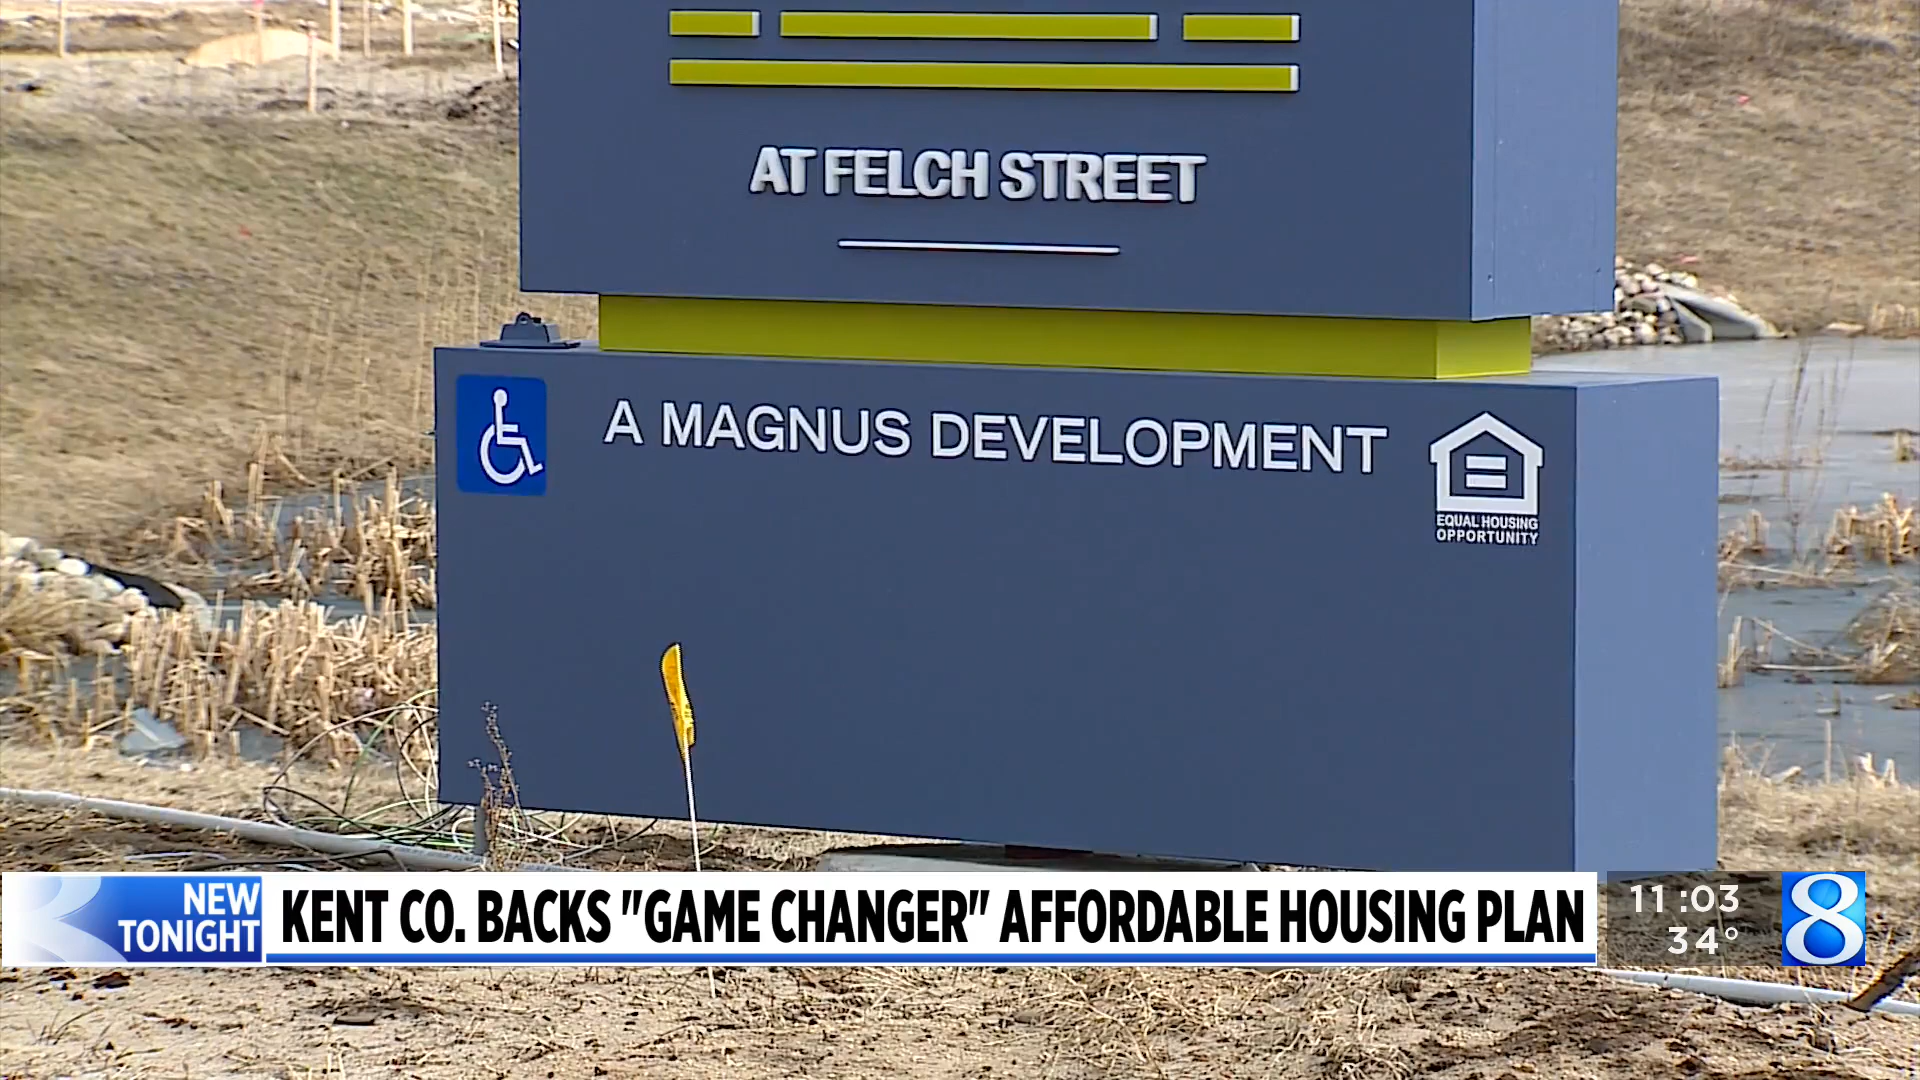 AT FELCH STREET
A MAGNUS DEVELOPMENT
EQUAL HOUSING
OPPORTUNITY
NEW
TONIGHT
KENT CO. BACKS "GAME CHANGER" AFFORDABLE HOUSING PLAN
11:03
34°
8